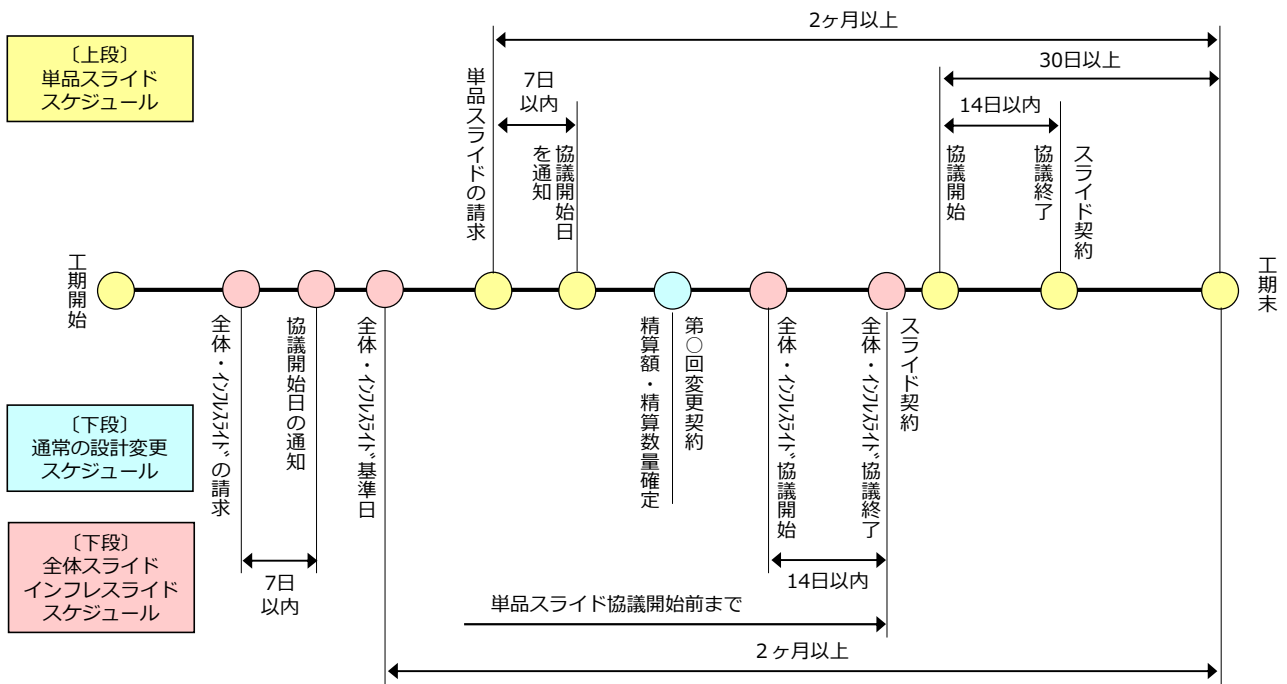 2ヶ月以上
〔上段〕
単品スライド
スケジュール
30日以上
7日
以内
14日以内
単品スライドの請求
協議開始日
を通知
協議開始
協議終了
スライド契約
工期開始
工期末
全体・インフレスライドの請求
協議開始日の通知
全体・インフレスライド基準日
第〇回変更契約
精算額・精算数量確定
全体・インフレスライド協議開始
スライド契約
全体・インフレスライド協議終了
〔下段〕
通常の設計変更
スケジュール
〔下段〕
全体スライド
インフレスライド
スケジュール
7日
以内
14日以内
単品スライド協議開始前まで
2ヶ月以上